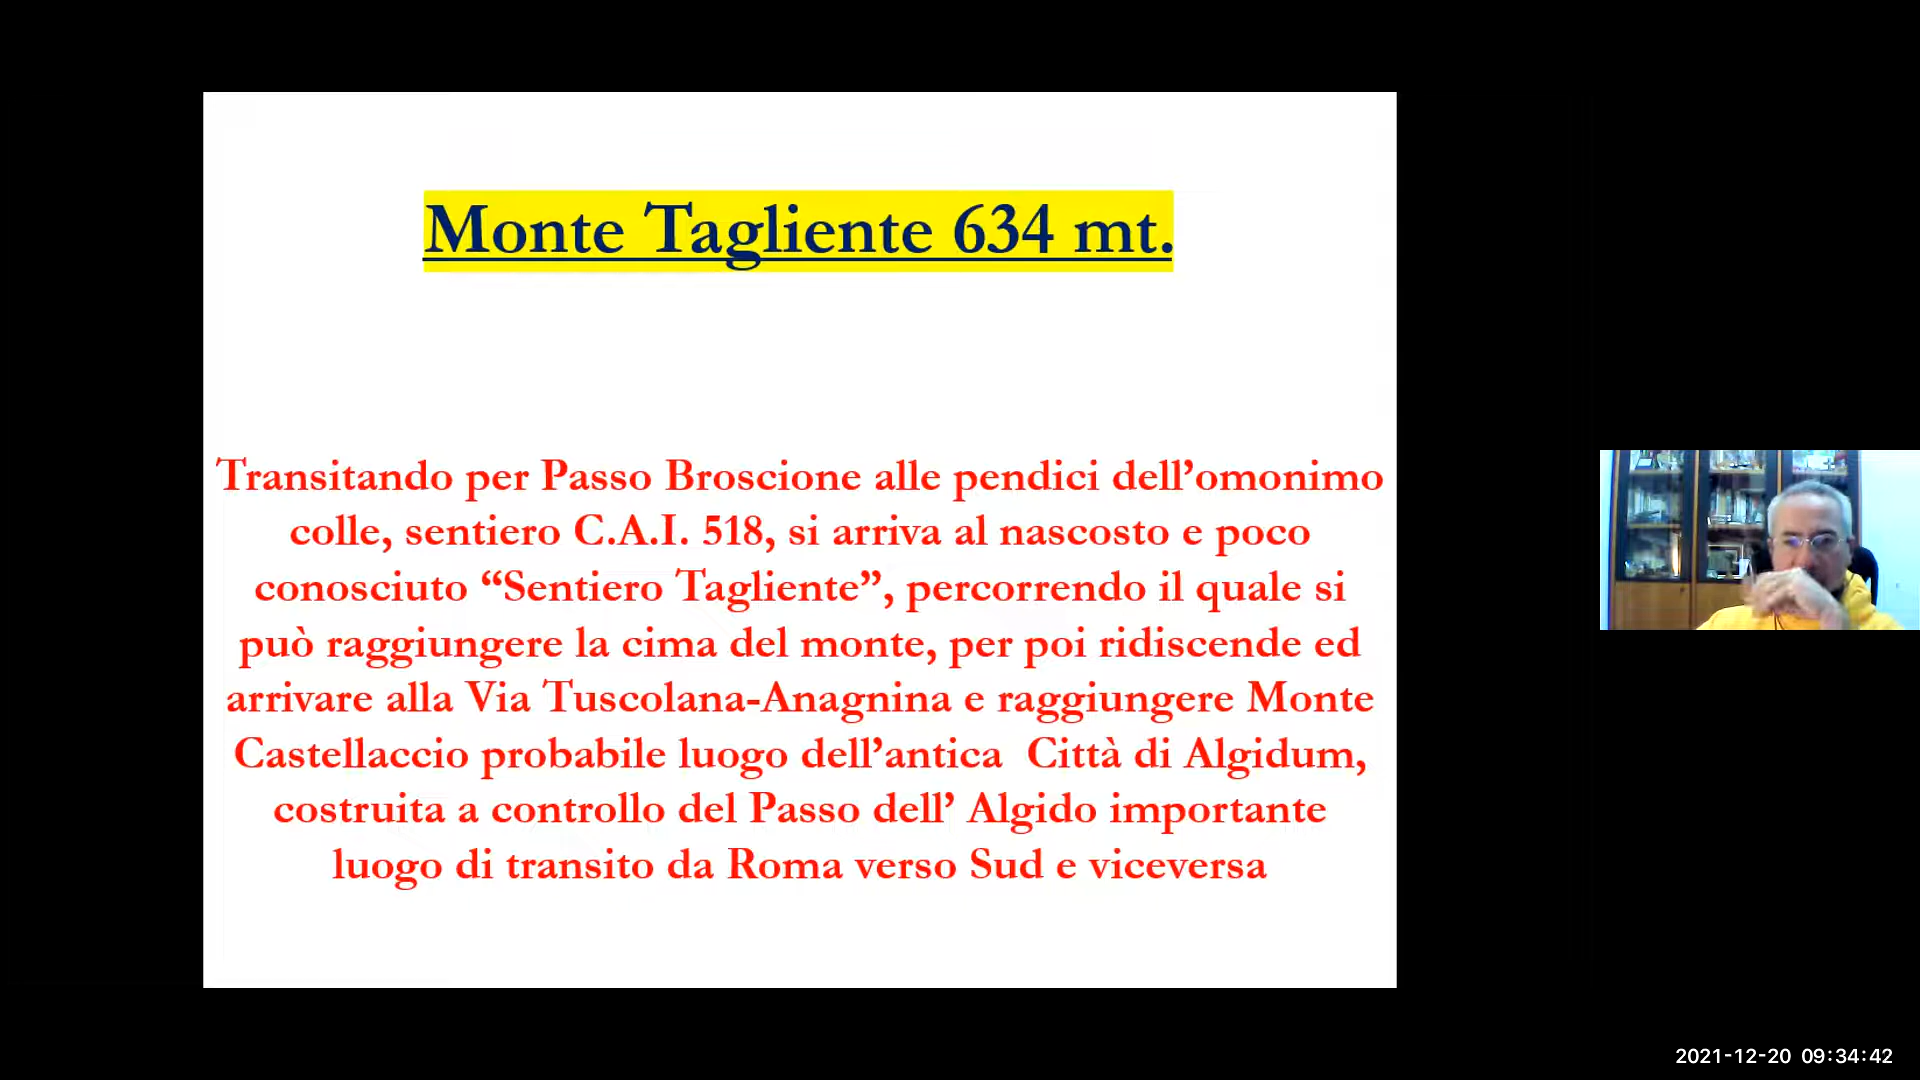 Monte Tagliente 634 mt.
Transitando per Passo Broscione alle pendici dell’omonimo
colle, sentiero C.A.I. 518, si arriva al nascosto e poco
conosciuto “Sentiero Tagliente”, percorrendo il quale si
può raggiungere la cima del monte, per poi ridiscende ed
arrivare alla Via Tuscolana-Anagnina e raggiungere Monte
Castellaccio probabile luogo dell’antica  Città di Algidum,
costruita a controllo del Passo dell’ Algido importante
luogo di transito da Roma verso Sud e viceversa
2021-12-20 09:34:42